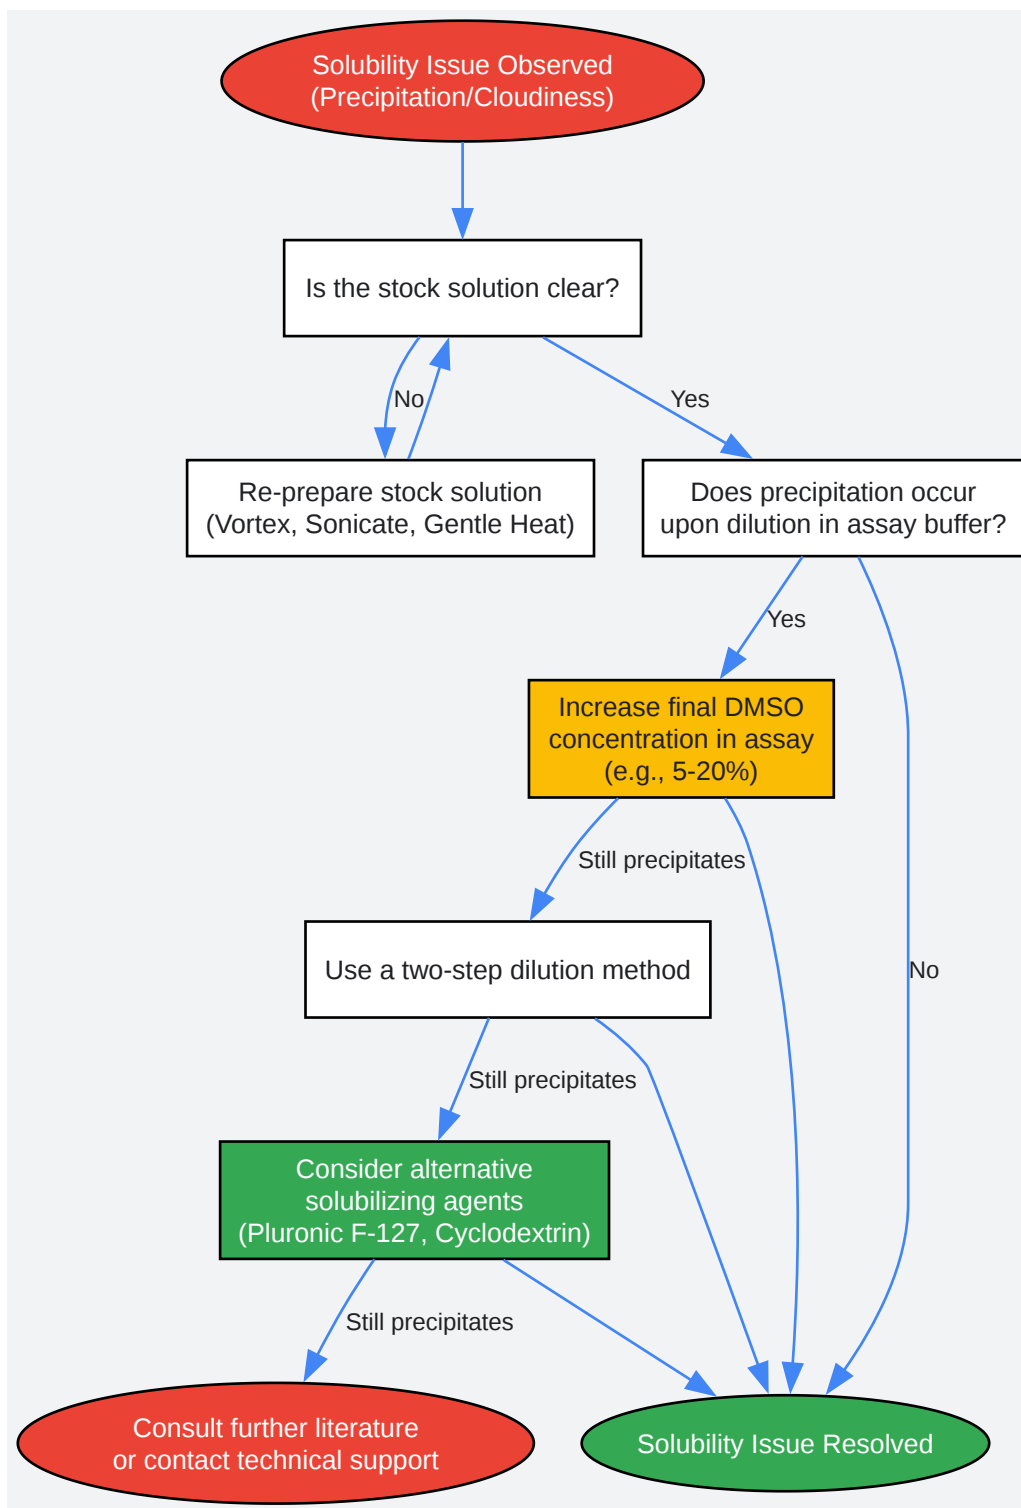 Solubility Issue Observed
(Precipitation/Cloudiness)
Is the stock solution clear?
No
Yes
Re-prepare stock solution
(Vortex, Sonicate, Gentle Heat)
Does precipitation occur
upon dilution in assay buffer?
Yes
Increase final DMSO
concentration in assay
(e.g., 5-20%)
Still precipitates
No
Use a two-step dilution method
Still precipitates
Consider alternative
solubilizing agents
(Pluronic F-127, Cyclodextrin)
Still precipitates
Consult further literature
or contact technical support
Solubility Issue Resolved